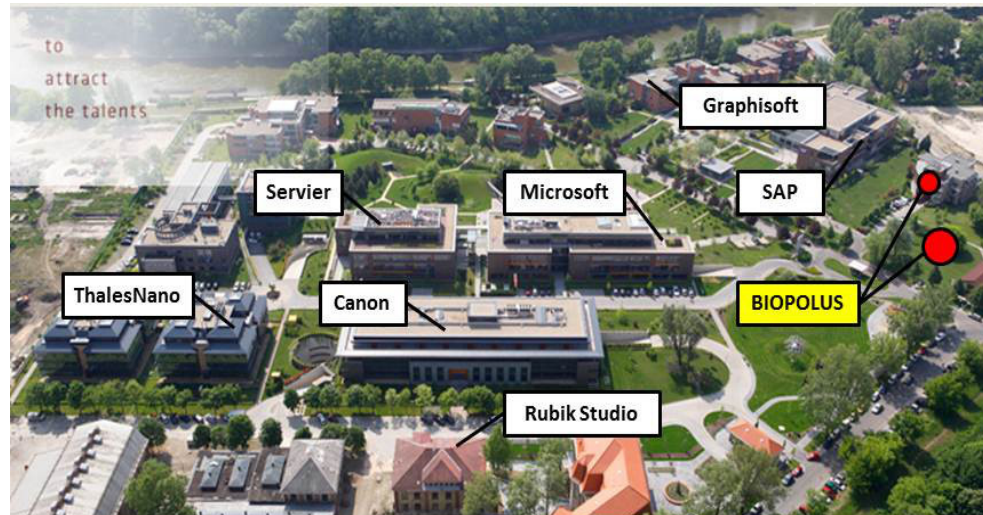 to
attract
the talents
Graphisoft
Servier
Microsoft
SAP
ThalesNano
Canon
BIOPOLUS
Rubik Studio